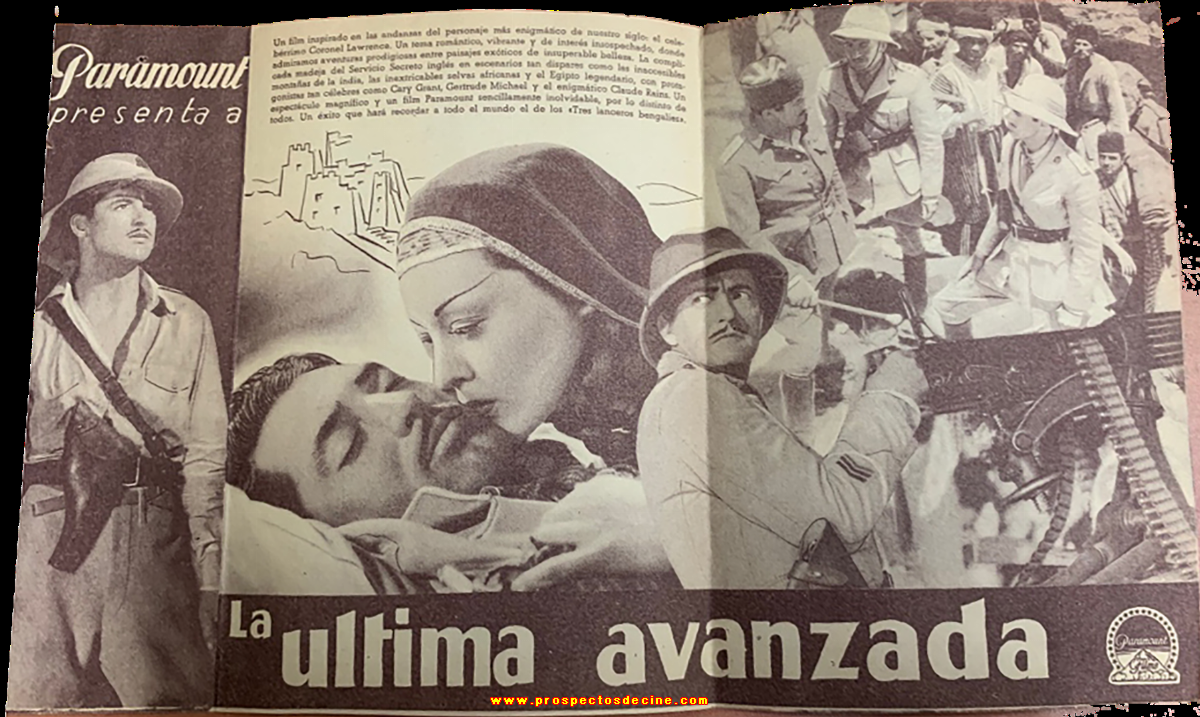 Paramount
presenta a
Un film inspirado en las andansas del personaje más enigmático de nuestro siglo: el cele-
bérrimo Coronel Lawrence. Un tema romántico, vibrante y de interés insospechado, donde
admiramos aventuras prodigiosas entre paisajes exóticos de insuperable belleza. La compli-
cada madeja del Servicio Secreto inglés en escenarios tan dispares como las inaccesibles
montañas de la India, las inextricables selvas africanas y el Egipto legendario, con prota-
gonistas tan célebres como Cary Grant, Gertrude Michael y el enigmático Claude Rains. Un
espectáculo magnífico y un film Paramount sencillamente inolvidable, por lo distinto de
todos. Un éxito que hará recordar a todo el mundo el de los «Tres lanceros bengalíes».
La ultima avanzada
Paramount
Films
www.prospectosdecine.com